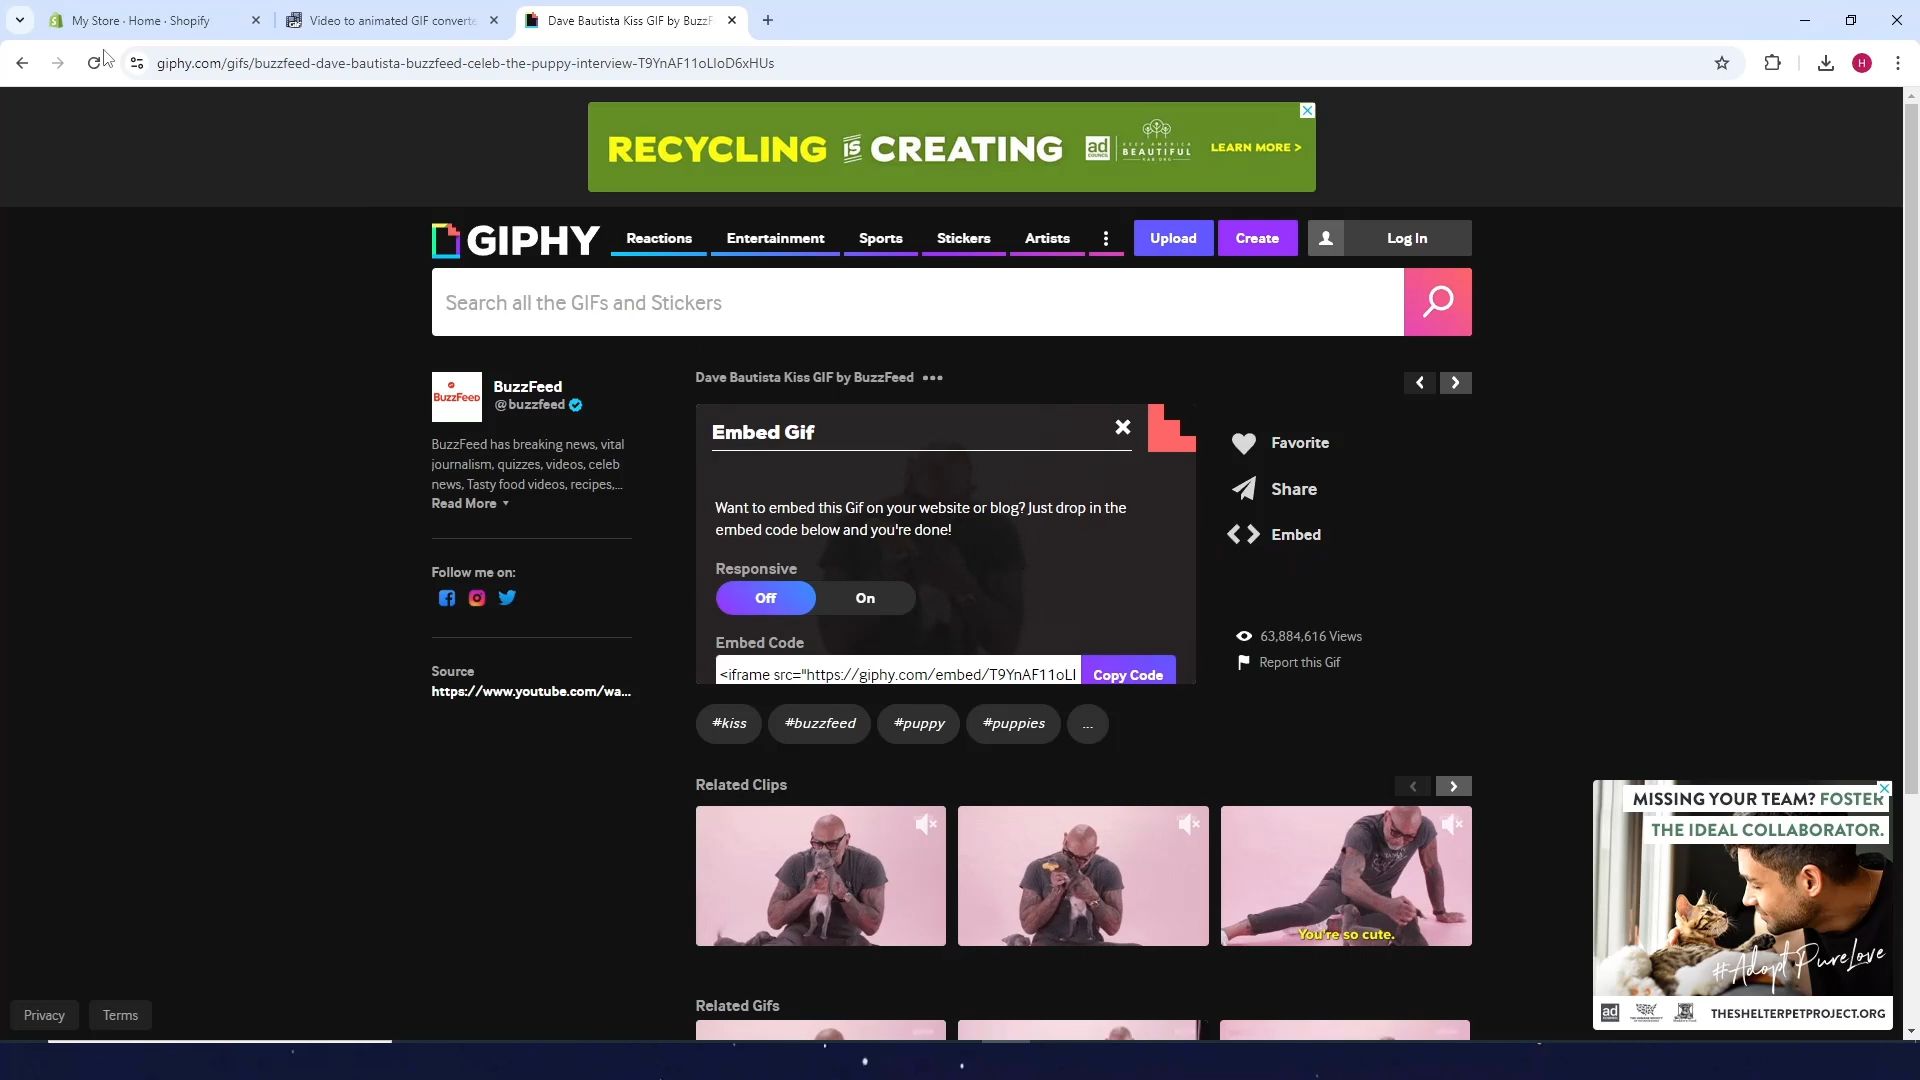 My Store · Home · Shopify
Video to animated GIF converte
Dave Bautista Kiss GIF by BuzzF
giphy.com/gifs/buzzfeed-dave-bautista-buzzfeed-celeb-the-puppy-interview-T9YnAF11oLIoD6xHUs
H
RECYCLING IS CREATING
ad COUNCIL
KEEP AMERICA
BEAUTIFUL
KAB.ORG
LEARN MORE >
GIPHY
Reactions
Entertainment
Sports
Stickers
Artists
Upload
Create
Log In
Search all the GIFs and Stickers
BuzzFeed
BuzzFeed
@buzzfeed
BuzzFeed has breaking news, vital
journalism, quizzes, videos, celeb
news, Tasty food videos, recipes,...
Read More
Follow me on:
Source
https://www.youtube.com/wa...
Dave Bautista Kiss GIF by BuzzFeed •••
Embed Gif
Want to embed this Gif on your website or blog? Just drop in the
embed code below and you're done!
Responsive
Off
On
Embed Code
<iframe src="https://giphy.com/embed/T9YnAF11oLI
Copy Code
Favorite
Share
Embed
63,884,616 Views
Report this Gif
#kiss
#buzzfeed
#puppy
#puppies
...
Related Clips
You're so cute.
Related Gifs
MISSING YOUR TEAM? FOSTER
THE IDEAL COLLABORATOR.
#AdoptPureLove
ad COUNCIL
THESHELTERPETPROJECT.ORG
Privacy
Terms